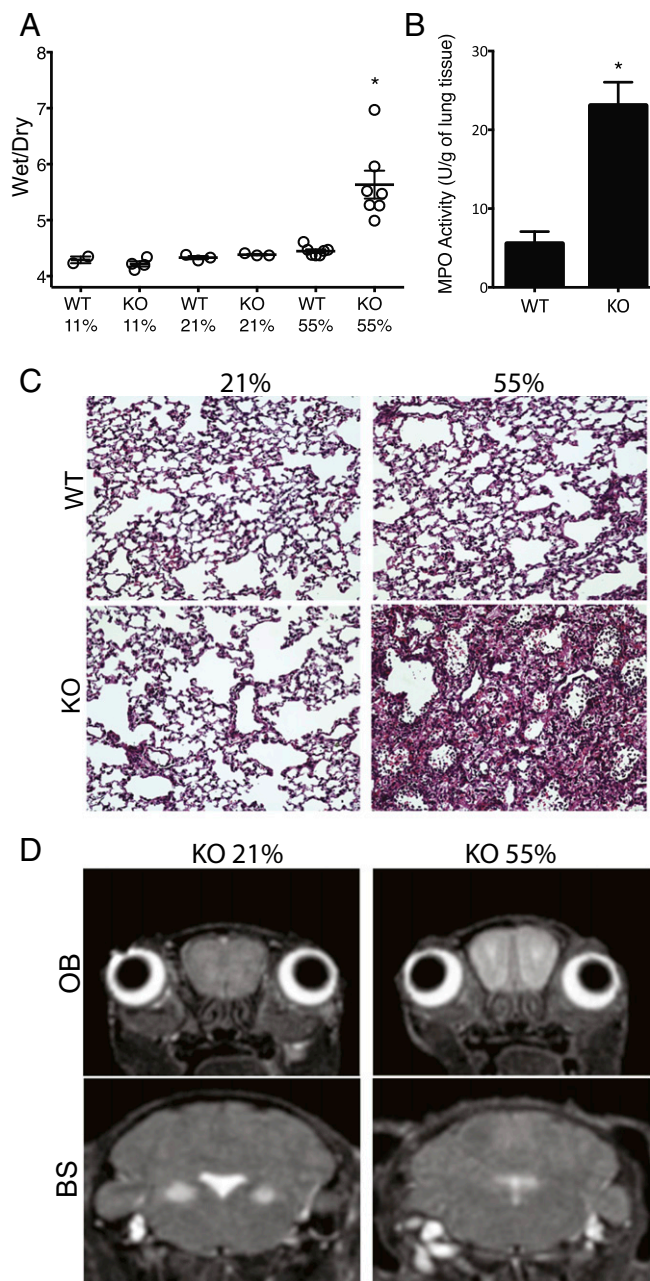 A
B
8
7
6
5
4
Wet/Dry
*
WT KO WT KO WT KO
11% 11% 21% 21% 55% 55%
30
20
10
0
MPO Activity (U/g of lung tissue)
*
WT KO
C
21% 55%
WT
KO
D
KO 21% KO 55%
OB
BS